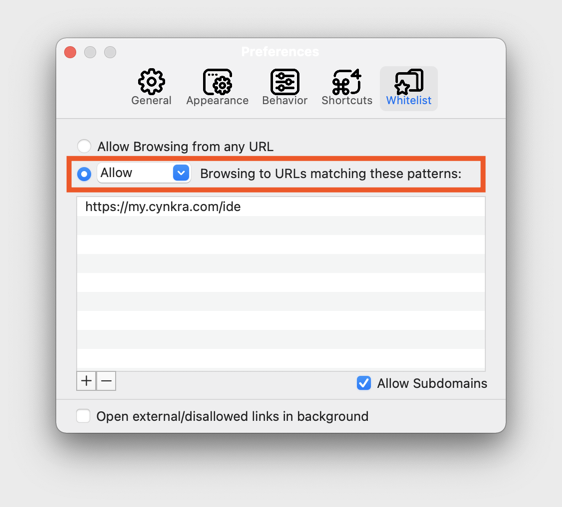 Preferences
General Appearance Behavior Shortcuts Whitelist
Allow Browsing from any URL
Allow Browsing to URLs matching these patterns:
https://my.cynkra.com/ide
Allow Subdomains
Open external/disallowed links in background